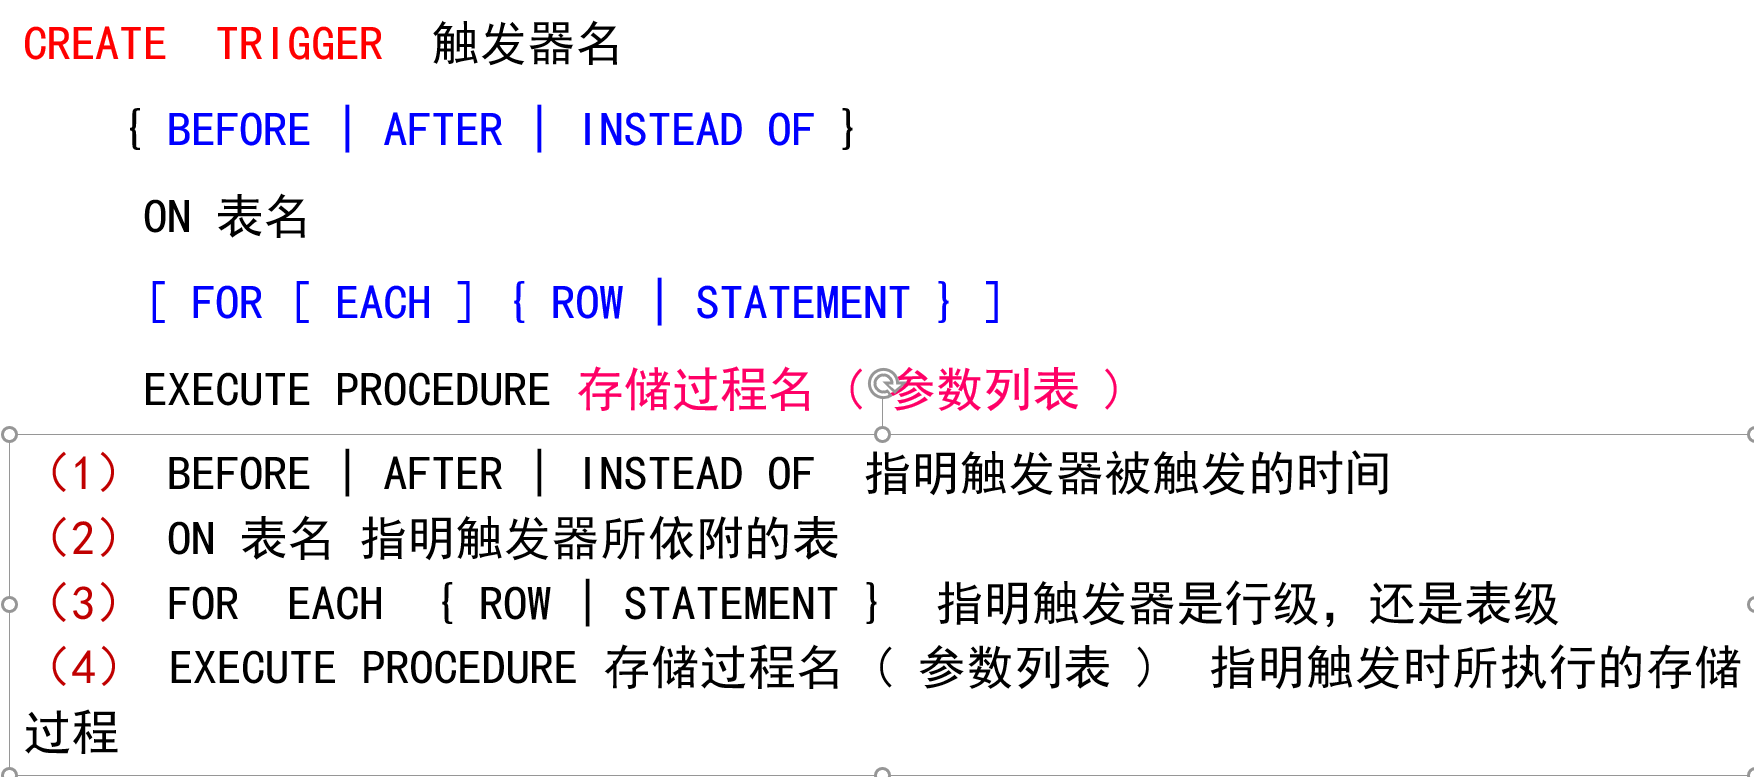 CREATE TRIGGER 触发器名
{ BEFORE | AFTER | INSTEAD OF }
ON 表名
[ FOR [ EACH ] { ROW | STATEMENT } ]
EXECUTE PROCEDURE 存储过程名 ( 参数列表 )
(1) BEFORE | AFTER | INSTEAD OF 指明触发器被触发的时间
(2) ON 表名 指明触发器所依附的表
(3) FOR EACH { ROW | STATEMENT } 指明触发器是行级，还是表级
(4) EXECUTE PROCEDURE 存储过程名 ( 参数列表 ) 指明触发时所执行的存储
过程